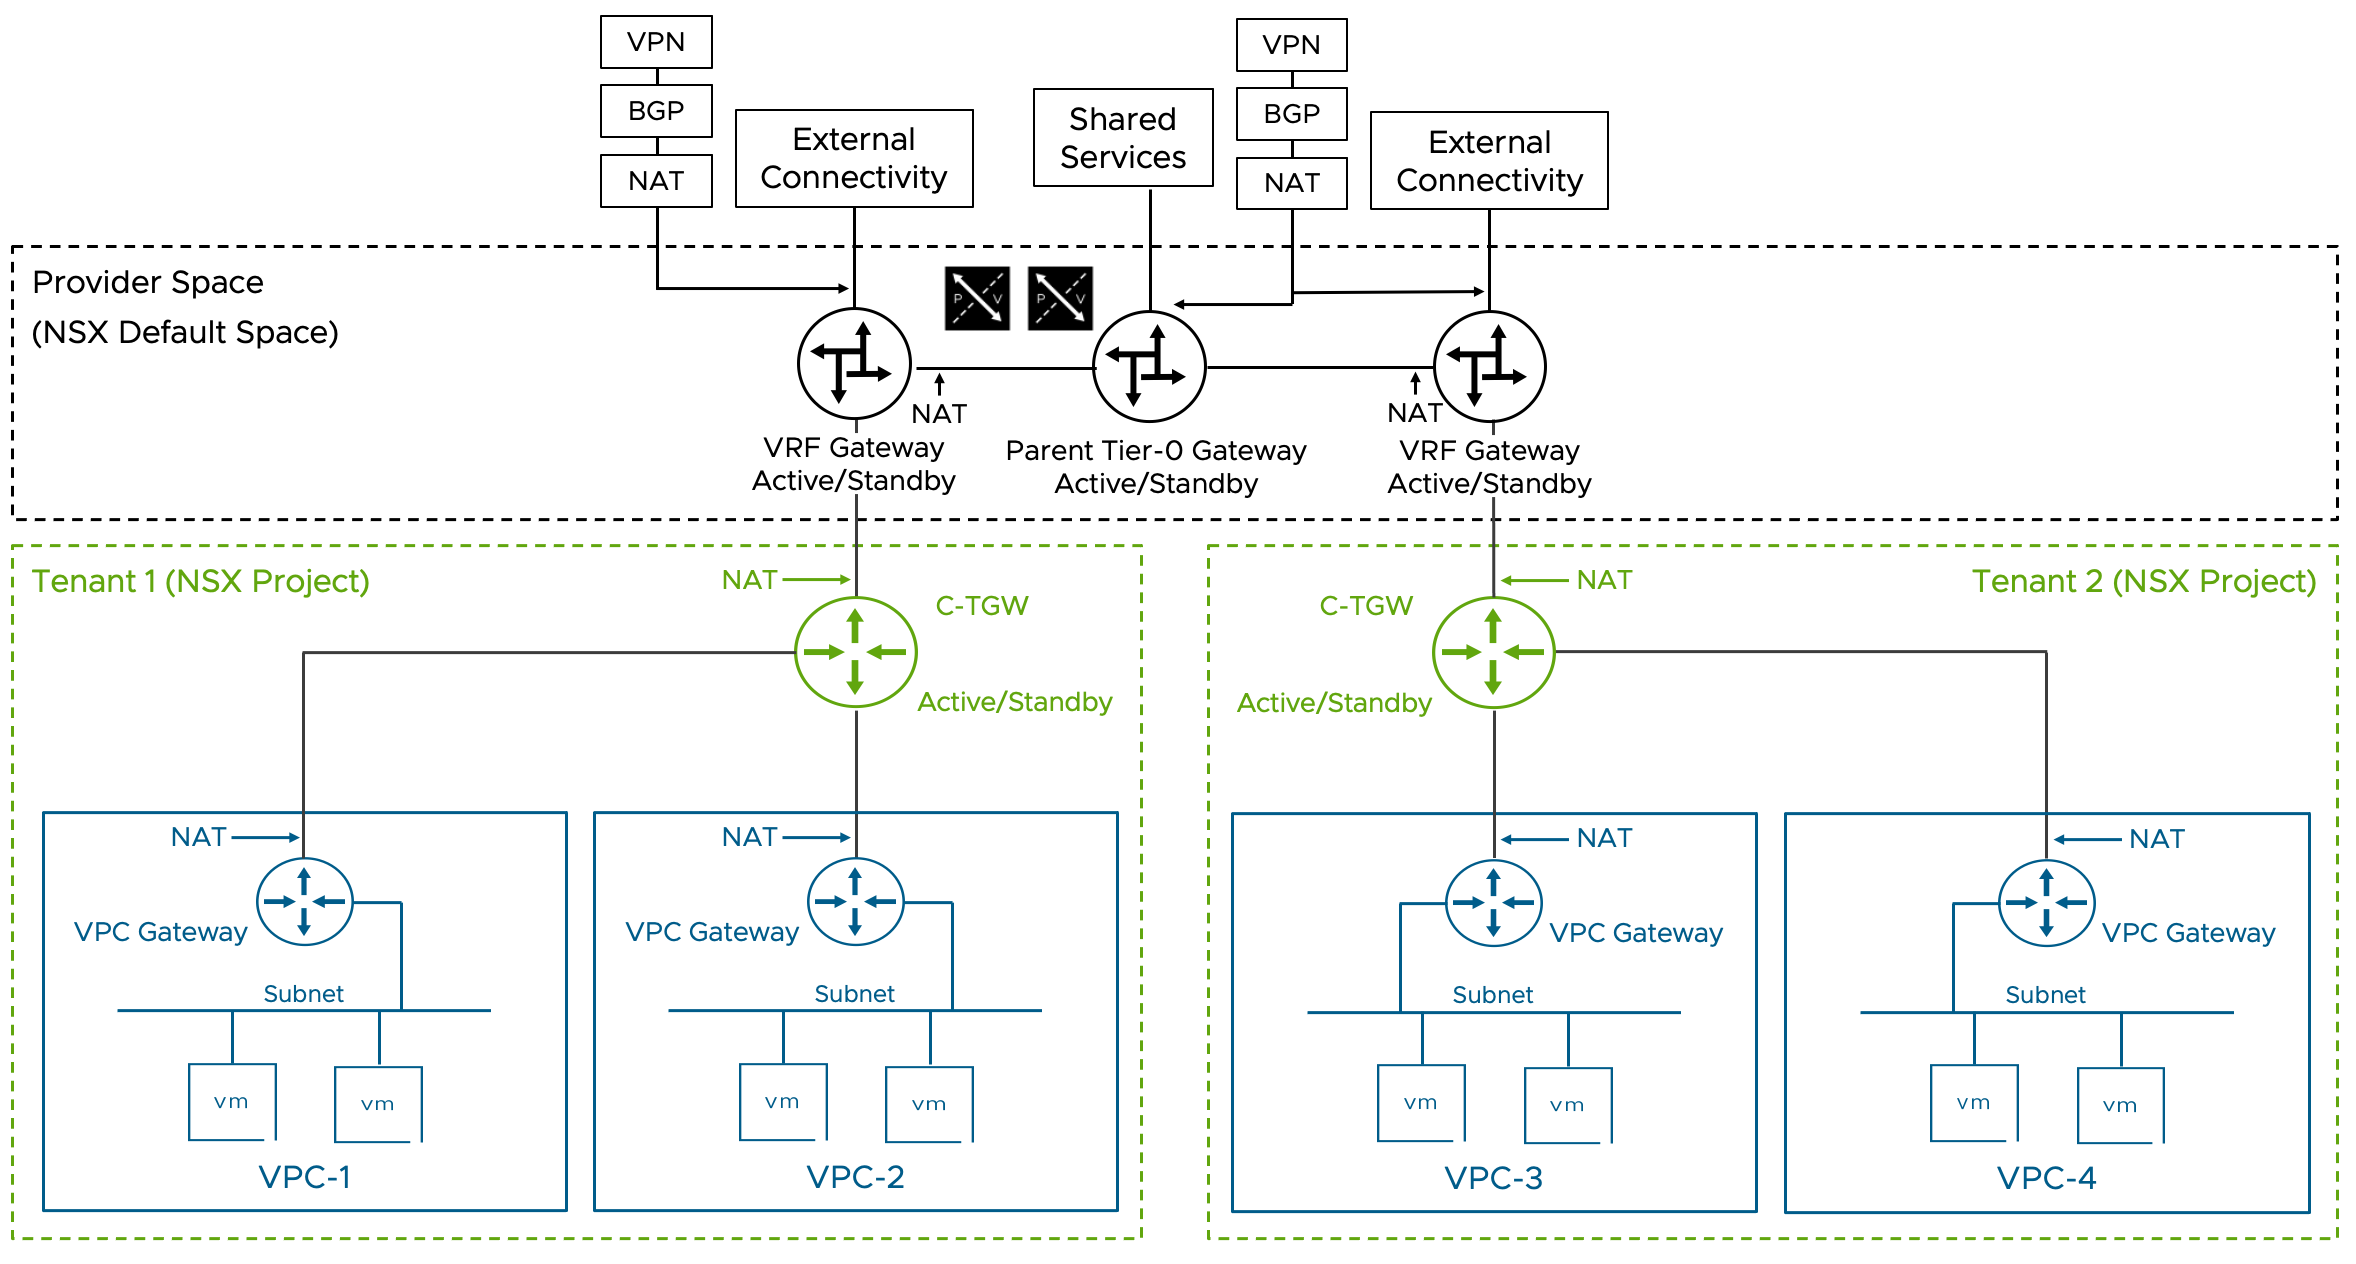 VPN
BGP
NAT
External
Connectivity
Shared
Services
VPN
BGP
NAT
External
Connectivity
Provider Space
(NSX Default Space)
P V
P V
NAT
NAT
VRF Gateway
Active/Standby
Parent Tier-0 Gateway
Active/Standby
VRF Gateway
Active/Standby
Tenant 1 (NSX Project)
NAT
C-TGW
Active/Standby
C-TGW
NAT
Tenant 2 (NSX Project)
Active/Standby
NAT
VPC Gateway
Subnet
vm
vm
VPC-1
NAT
VPC Gateway
Subnet
vm
vm
VPC-2
NAT
VPC Gateway
Subnet
vm
vm
VPC-3
NAT
VPC Gateway
Subnet
vm
vm
VPC-4